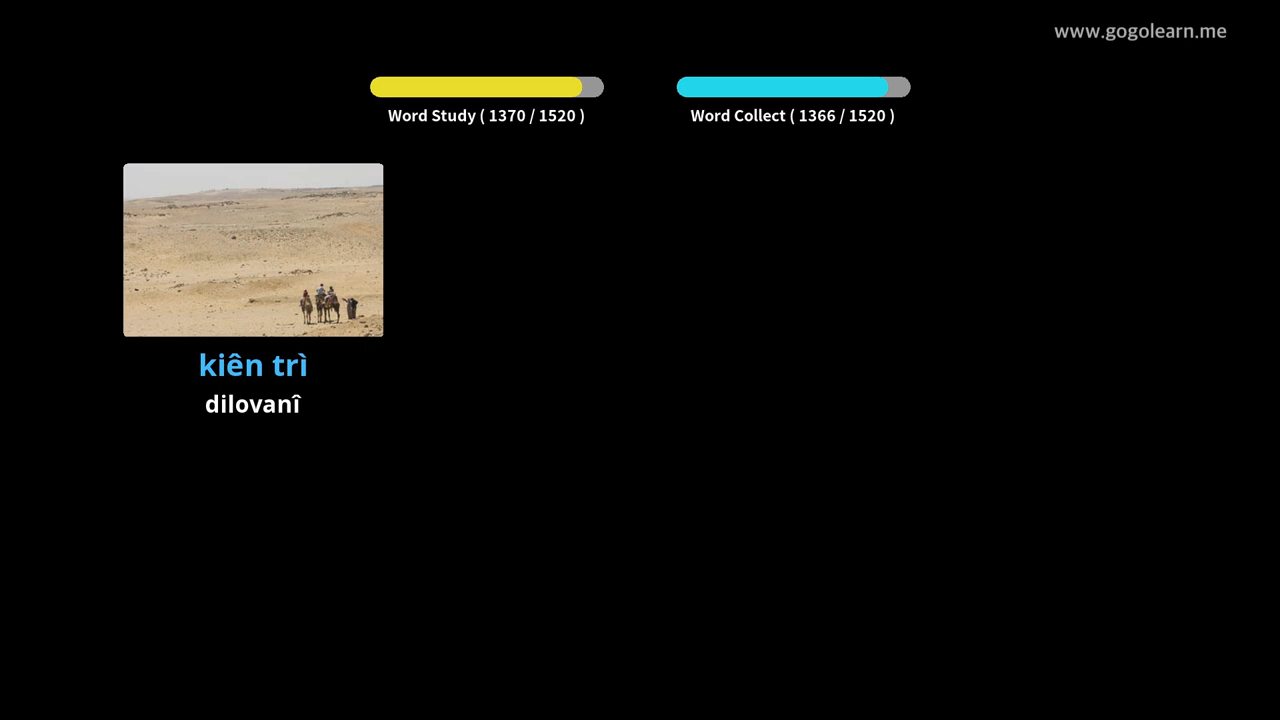 www.gogolearn.me
Word Study ( 1370 / 1520 )
Word Collect ( 1366 / 1520 )
kiên trì
dilovanî